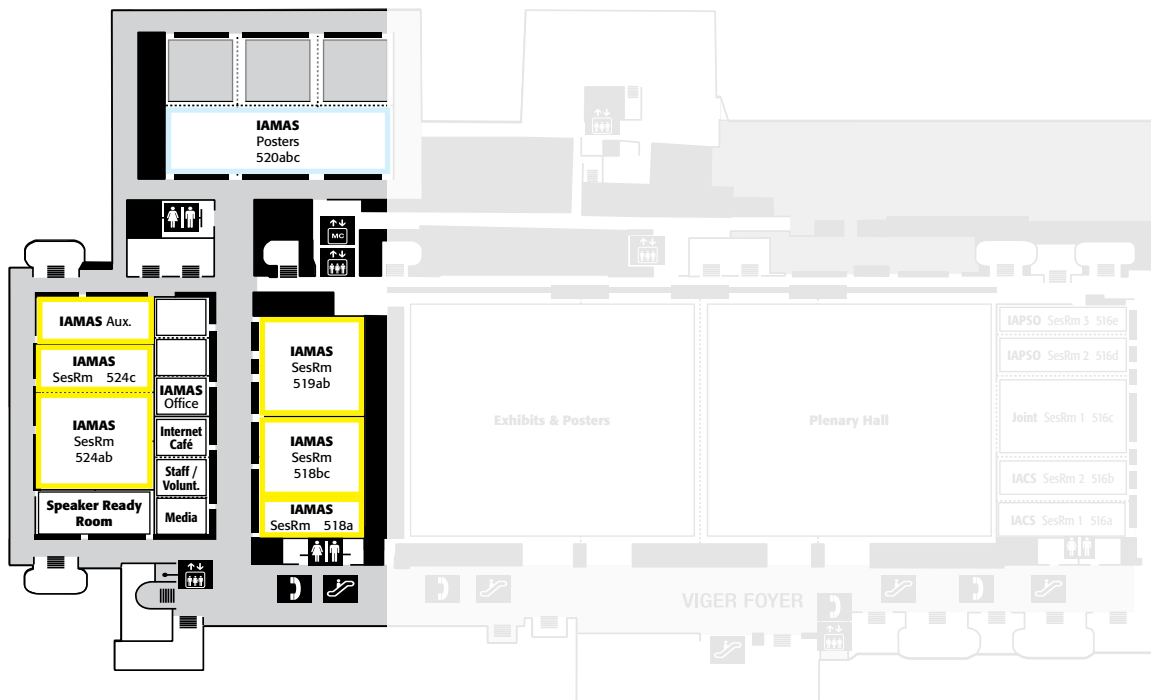 IAMAS
Posters
520abc
MC
IAMAS Aux.
IAMAS
SesRm 524c
IAMAS
SesRm
524ab
Speaker Ready
Room
IAMAS
Office
Internet
Café
Staff /
Volunt.
Media
IAMAS
SesRm
519ab
IAMAS
SesRm
518bc
IAMAS
SesRm 518a
Exhibits & Posters
Plenary Hall
IAPSO SesRm 3 516e
IAPSO SesRm 2 516d
Joint SesRm 1 516c
IACS SesRm 2 516b
IACS SesRm 1 516a
VIGER FOYER